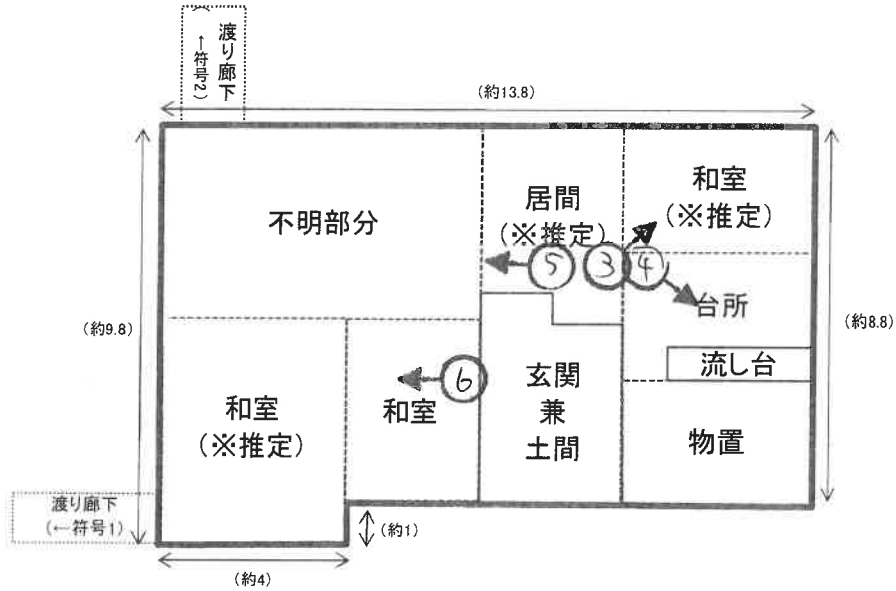 渡り廊下
(←符号2)
(約13.8)
不明部分
居間
(※推定)
和室
(※推定)
⑤
③
④
台所
(約9.8)
(約8.8)
流し台
和室
(※推定)
和室
⑥
玄関
兼
土間
物置
渡り廊下
(←符号1)
(約1)
(約4)